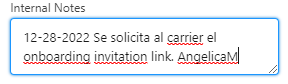 Internal Notes
12-28-2022 Se solicita al carrier el
onboarding invitation link. AngelicaM